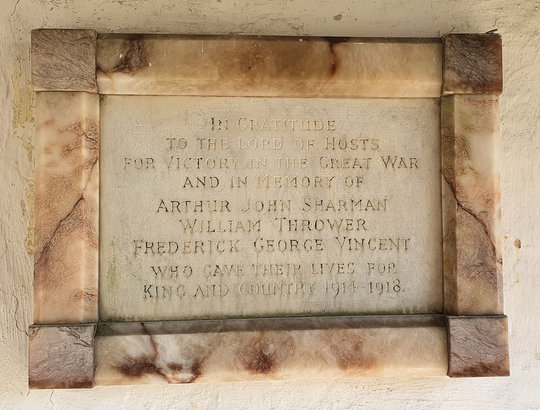 In Gratitude
to the Lord of Hosts
for Victory in the Great War
and in Memory of
Arthur John Sharman
William Thrower
Frederick George Vincent
who gave their lives for
King and Country 1914-1918.